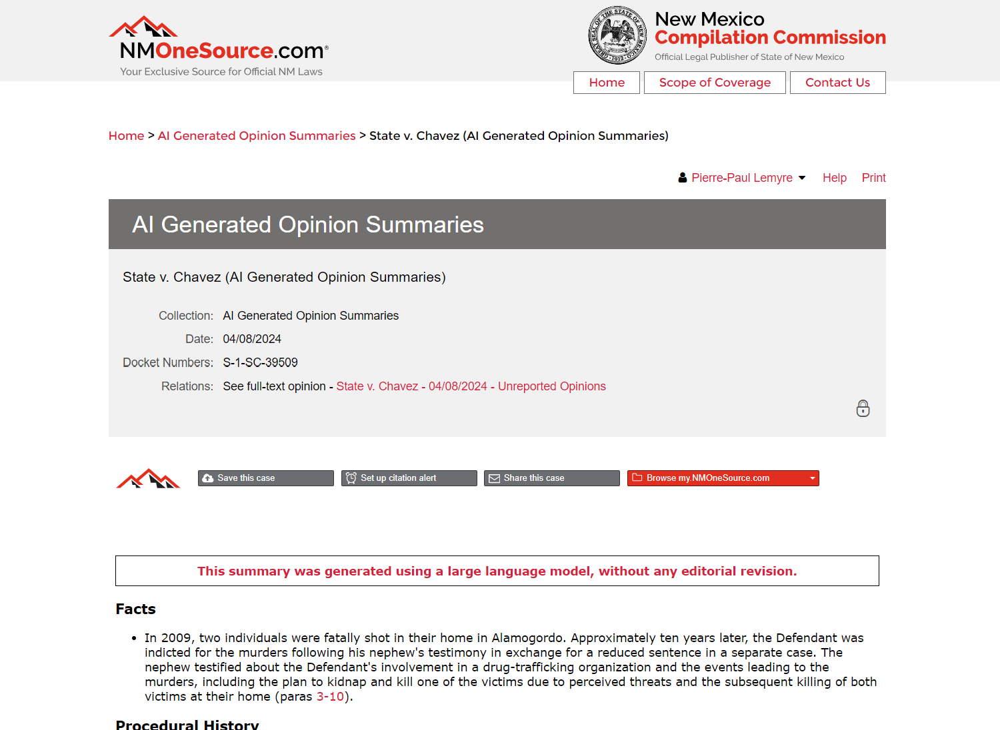 NMOneSource.com®
Your Exclusive Source for Official NM Laws
GREAT SEAL OF THE STATE OF NEW MEXICO
·1912·
New Mexico
Compilation Commission
Official Legal Publisher of State of New Mexico
Home
Scope of Coverage
Contact Us
Home > AI Generated Opinion Summaries > State v. Chavez (AI Generated Opinion Summaries)
Pierre-Paul Lemyre
Help
Print
AI Generated Opinion Summaries
State v. Chavez (AI Generated Opinion Summaries)
Collection: AI Generated Opinion Summaries
Date: 04/08/2024
Docket Numbers: S-1-SC-39509
Relations: See full-text opinion - State v. Chavez - 04/08/2024 - Unreported Opinions
Save this case
Set up citation alert
Share this case
Browse my.NMOneSource.com
This summary was generated using a large language model, without any editorial revision.
Facts
• In 2009, two individuals were fatally shot in their home in Alamogordo. Approximately ten years later, the Defendant was
indicted for the murders following his nephew's testimony in exchange for a reduced sentence in a separate case. The
nephew testified about the Defendant's involvement in a drug-trafficking organization and the events leading to the
murders, including the plan to kidnap and kill one of the victims due to perceived threats and the subsequent killing of both
victims at their home (paras 3-10).
Procedural History